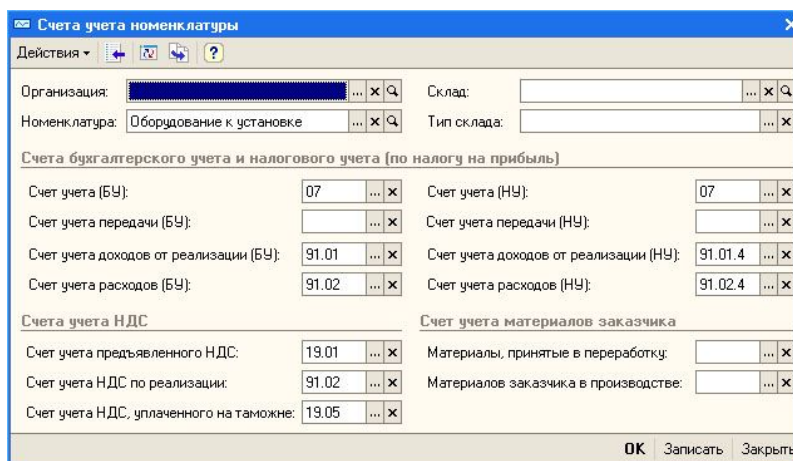 Счета учета номенклатуры
Действия
Организация: Склад:
Номенклатура: Оборудование к установке Тип склада:
Счета бухгалтерского учета и налогового учета (по налогу на прибыль)
Счет учета (БУ): 07 Счет учета (НУ): 07
Счет учета передачи (БУ): Счет учета передачи (НУ):
Счет учета доходов от реализации (БУ): 91.01 Счет учета доходов от реализации (НУ): 91.01.4
Счет учета расходов (БУ): 91.02 Счет учета расходов (НУ): 91.02.4
Счета учета НДС Счет учета материалов заказчика
Счет учета предъявленного НДС: 19.01 Материалы, принятые в переработку:
Счет учета НДС по реализации: 91.02 Материалов заказчика в производстве:
Счет учета НДС, уплаченного на таможне: 19.05
OK Записать Закрыть